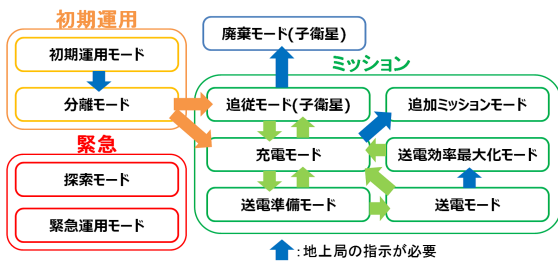 初期運用
初期運用モード
分離モード
緊急
探索モード
緊急運用モード
廃棄モード(子衛星)
ミッション
追従モード(子衛星)
追加ミッションモード
充電モード
送電効率最大化モード
送電準備モード
送電モード
:地上局の指示が必要